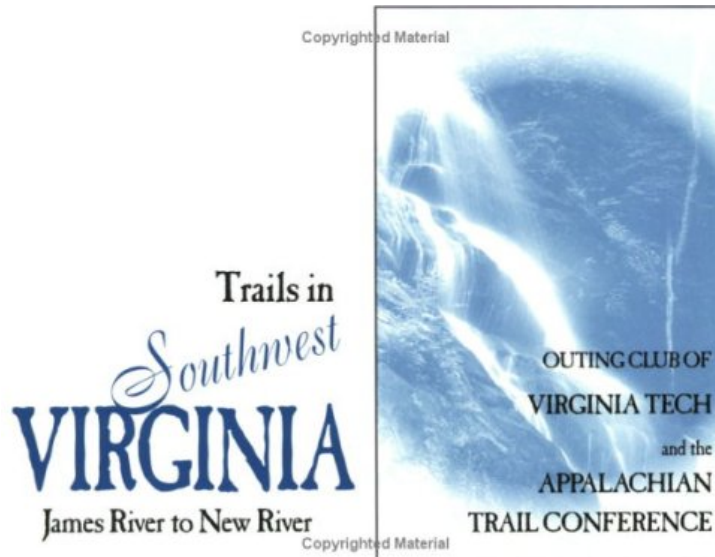 Copyrighted Material
Trails in
Southwest
VIRGINIA
James River to New River
OUTING CLUB OF
VIRGINIA TECH
and the
APPALACHIAN
TRAIL CONFERENCE
Copyrighted Material